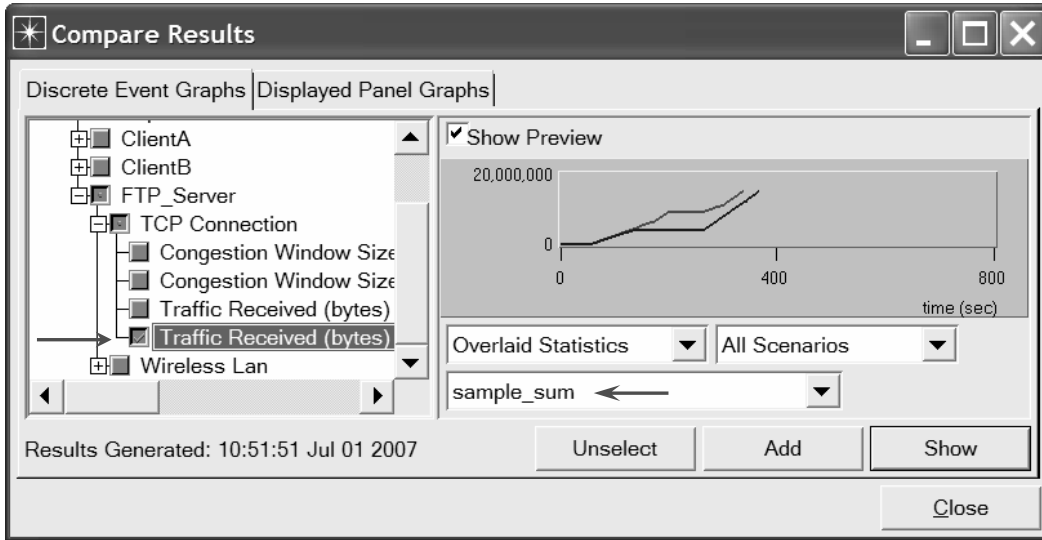 Compare Results
Discrete Event Graphs Displayed Panel Graphs
ClientA
ClientB
FTP_Server
TCP Connection
Congestion Window Size
Congestion Window Size
Traffic Received (bytes)
Traffic Received (bytes)
Wireless Lan
Show Preview
20,000,000
0
0 400 800
time (sec)
Overlaid Statistics All Scenarios
sample_sum
Results Generated: 10:51:51 Jul 01 2007
Unselect Add Show
Close